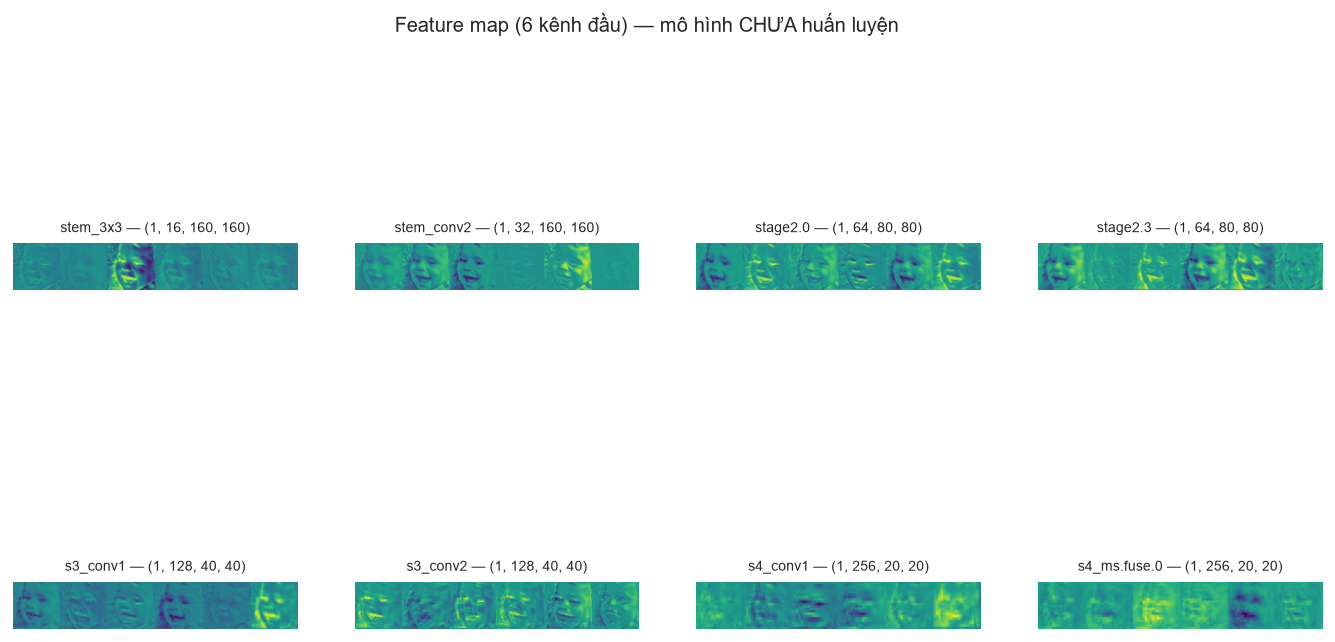 Feature map (6 kênh đầu) — mô hình CHƯA huấn luyện
stem_3x3 — (1, 16, 160, 160)
stem_conv2 — (1, 32, 160, 160)
stage2.0 — (1, 64, 80, 80)
stage2.3 — (1, 64, 80, 80)
s3_conv1 — (1, 128, 40, 40)
s3_conv2 — (1, 128, 40, 40)
s4_conv1 — (1, 256, 20, 20)
s4_ms.fuse.0 — (1, 256, 20, 20)